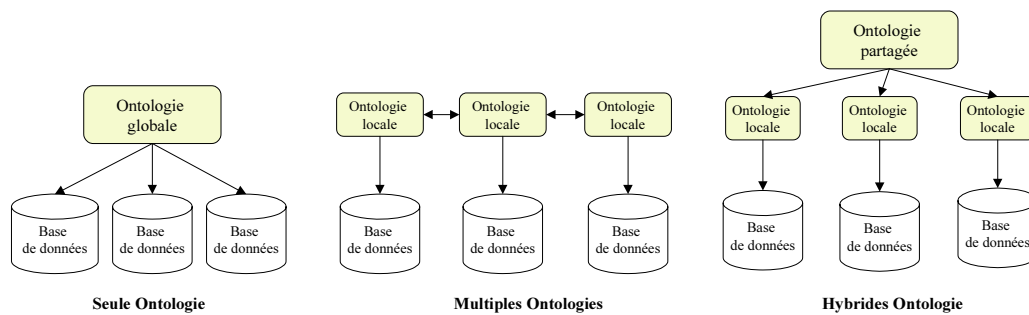 Ontologie
globale
Base
de données
Base
de données
Base
de données
Seule Ontologie
Ontologie
locale
Ontologie
locale
Ontologie
locale
Base
de données
Base
de données
Base
de données
Multiples Ontologies
Ontologie
partagée
Ontologie
locale
Ontologie
locale
Ontologie
locale
Base
de données
Base
de données
Base
de données
Hybrides Ontologie